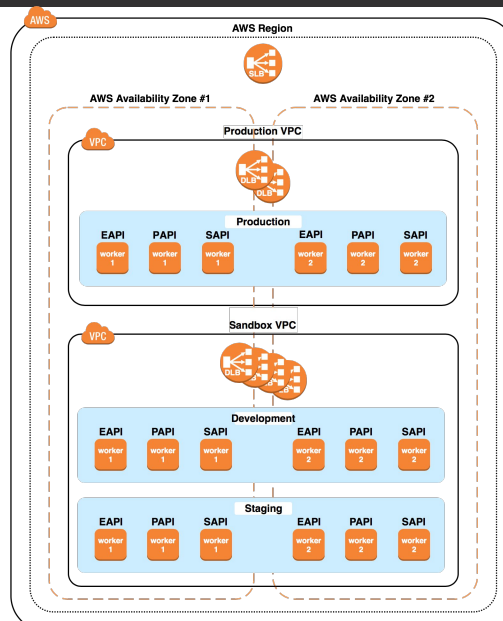 AWS
AWS Region
SLB
AWS Availability Zone #1 AWS Availability Zone #2
Production VPC
VPC
DLB
DLB
Production
EAPI PAPI SAPI EAPI PAPI SAPI
worker 1 worker 1 worker 1 worker 2 worker 2 worker 2
Sandbox VPC
VPC
DLB
Development
EAPI PAPI SAPI EAPI PAPI SAPI
worker 1 worker 1 worker 1 worker 2 worker 2 worker 2
Staging
EAPI PAPI SAPI EAPI PAPI SAPI
worker 1 worker 1 worker 1 worker 2 worker 2 worker 2